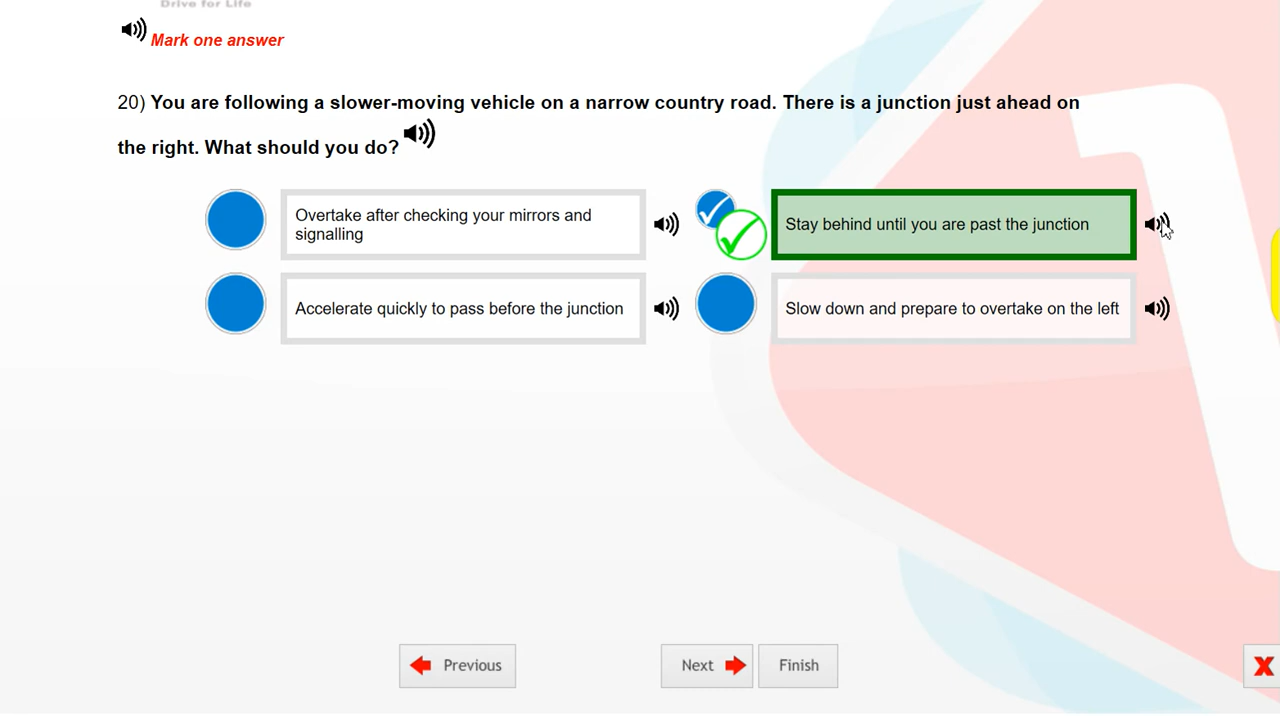 Drive for Life
Mark one answer
20) You are following a slower-moving vehicle on a narrow country road. There is a junction just ahead on
the right. What should you do?
Overtake after checking your mirrors and
signalling
Stay behind until you are past the junction
Accelerate quickly to pass before the junction
Slow down and prepare to overtake on the left
Previous
Next
Finish
X